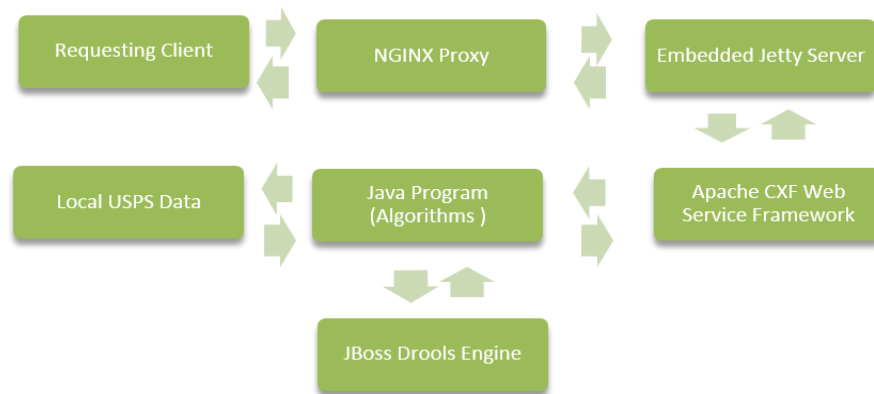 Requesting Client
NGINX Proxy
Embedded Jetty Server
Local USPS Data
Java Program
(Algorithms )
Apache CXF Web
Service Framework
JBoss Drools Engine